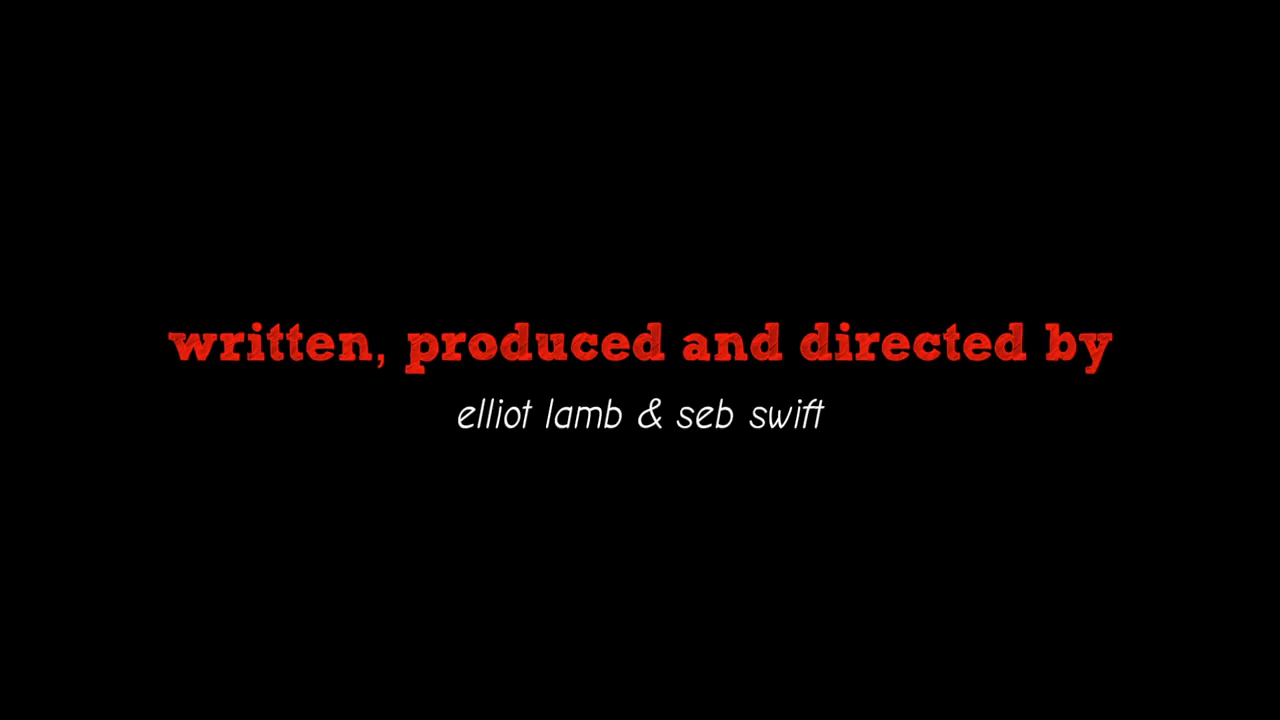 written, produced and directed by
elliot lamb & seb swift